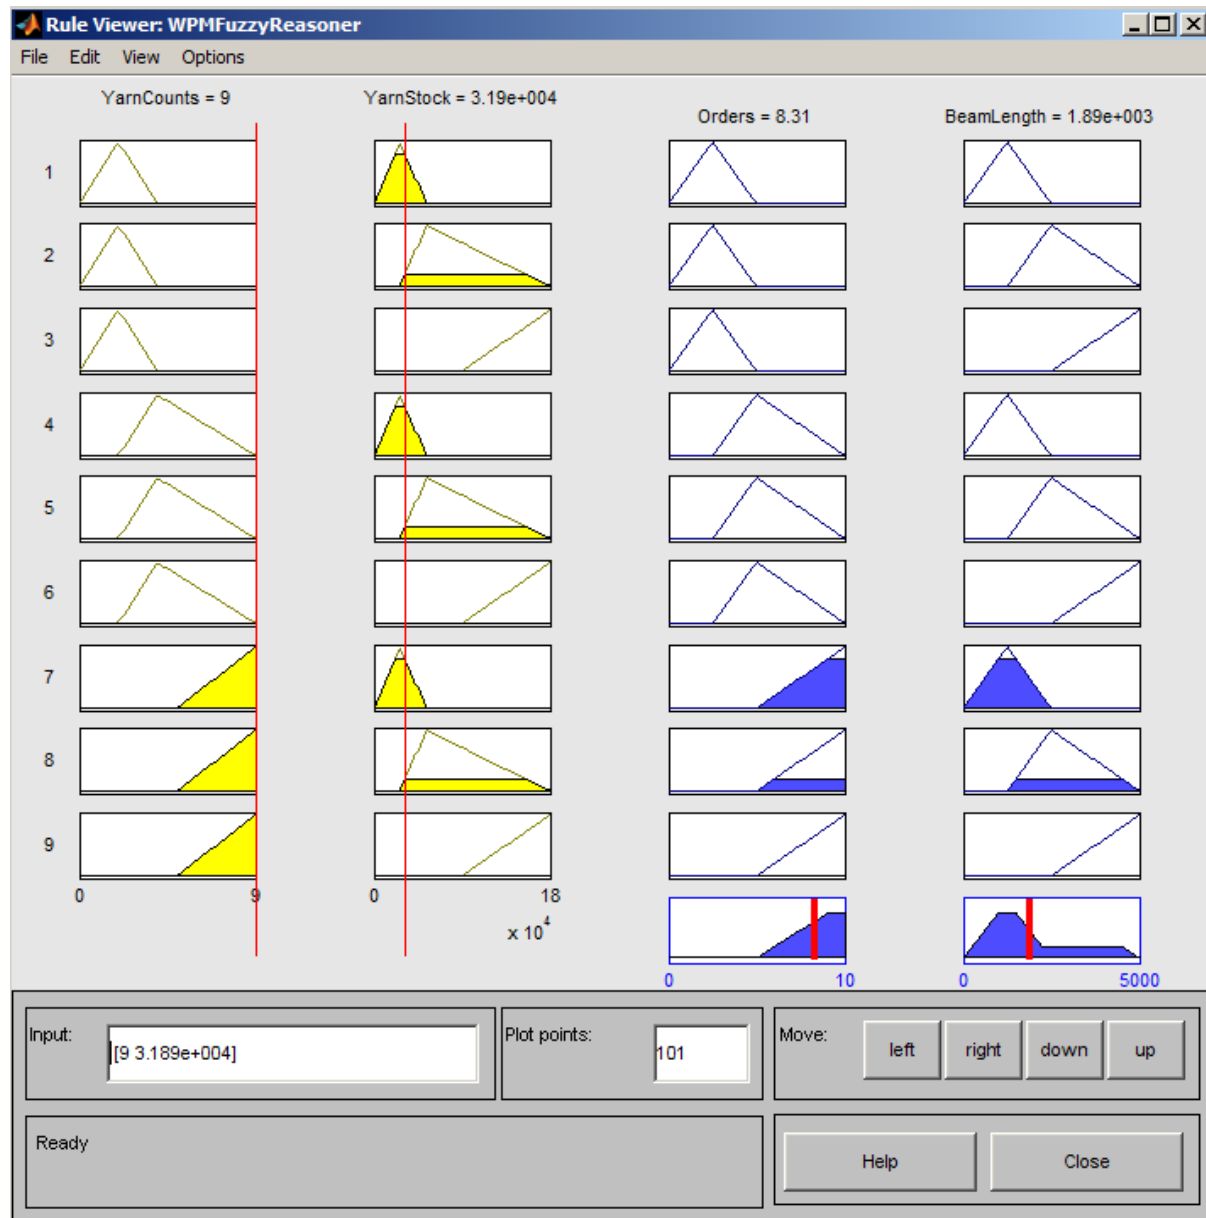 Rule Viewer: WPMFuzzyReasoner
File Edit View Options
YarnCounts = 9 YarnStock = 3.19e+004
Orders = 8.31 BeamLength = 1.89e+003
1
2
3
4
5
6
7
8
9
0 9 0 18
x 10^4
0 10 0 5000
Input: [9 3.189e+004] Plot points: 101 Move: left right down up
Ready Help Close